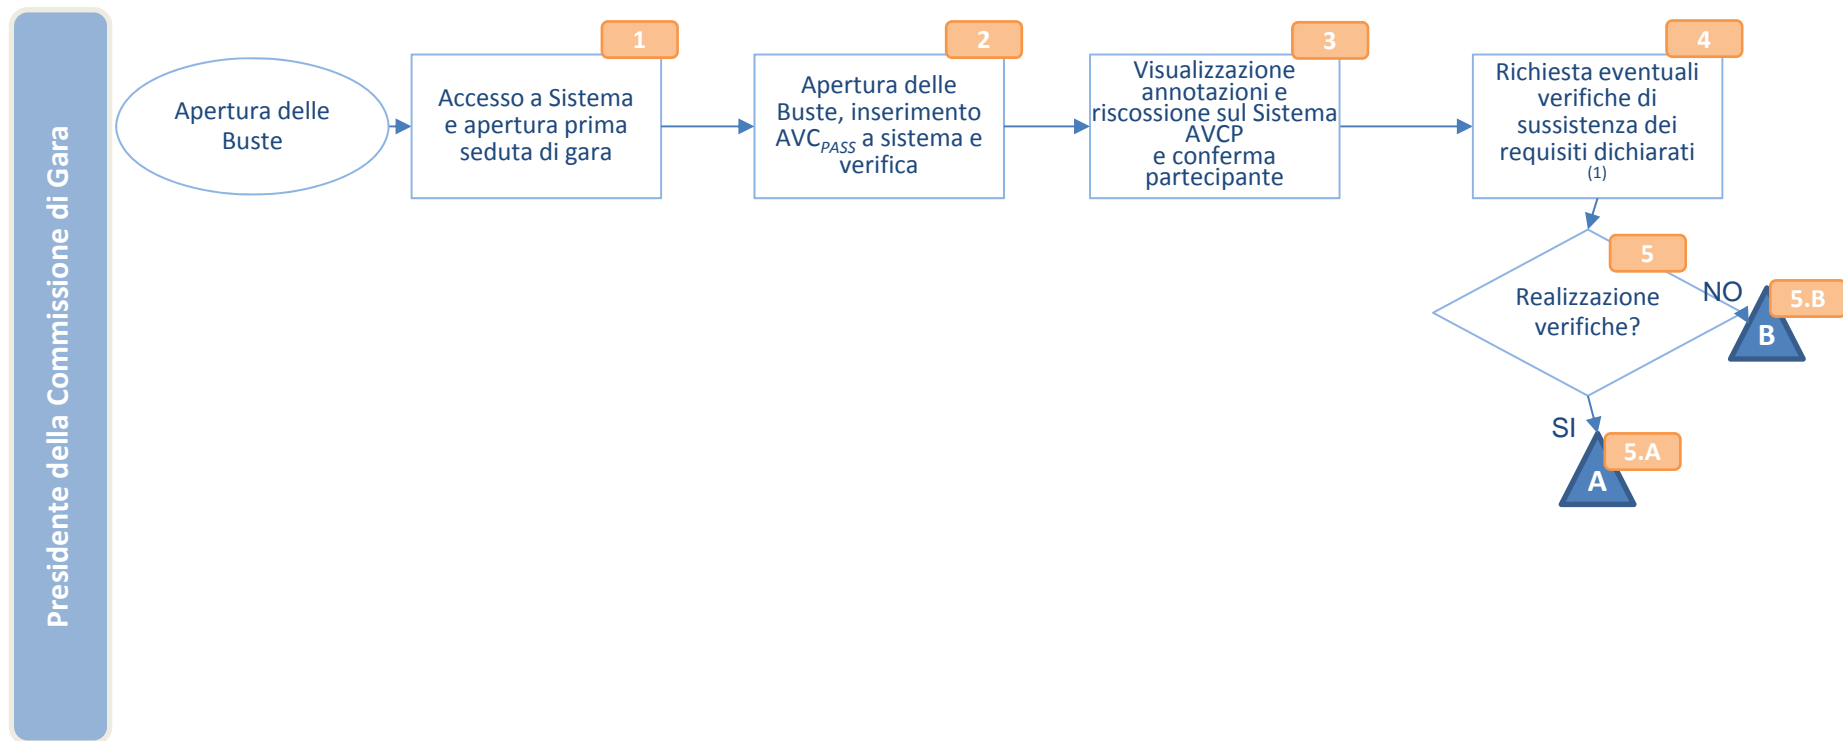 Presidente della Commissione di Gara
Apertura delle
Buste
1
Accesso a Sistema
e apertura prima
seduta di gara
2
Apertura delle
Buste, inserimento
AVCPASS a sistema e
verifica
3
Visualizzazione
annotazioni e
riscossione sul Sistema
AVCP
e conferma
partecipante
4
Richiesta eventuali
verifiche di
sussistenza dei
requisiti dichiarati
(1)
5
Realizzazione
verifiche?
NO
5.B
B
SI
5.A
A